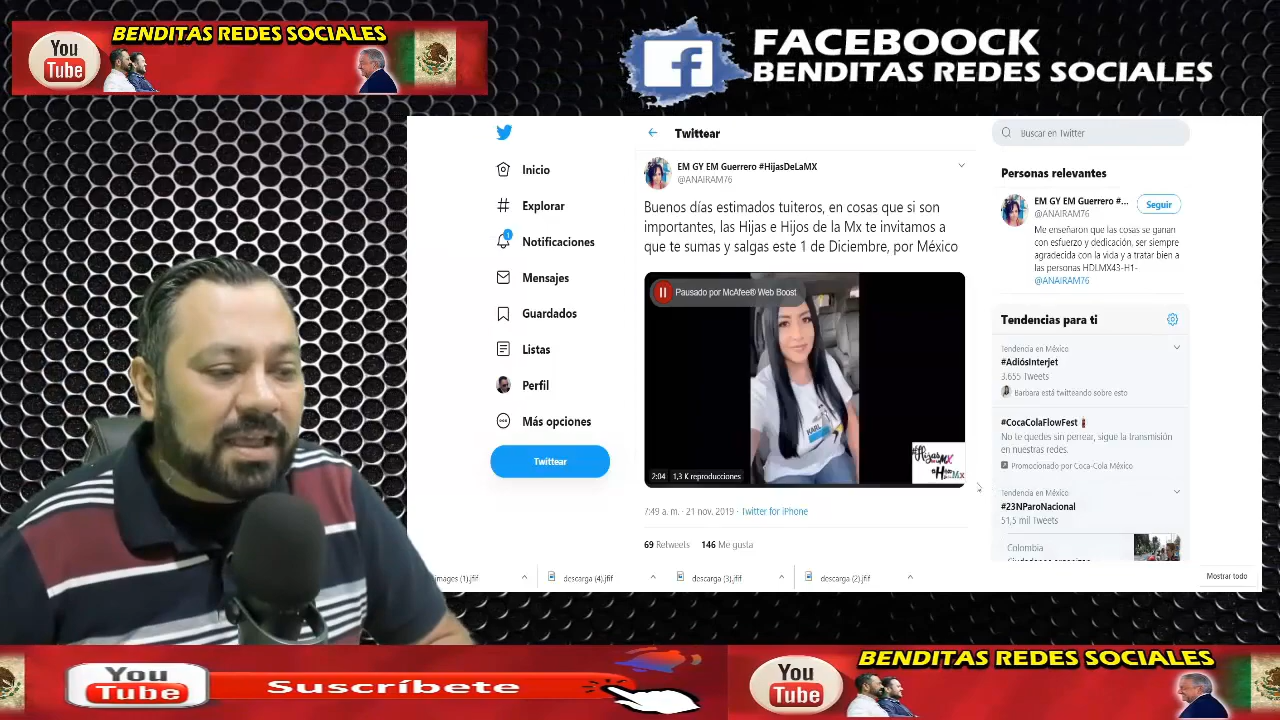 You
Tube
BENDITAS REDES SOCIALES
f
FACEBOOCK
BENDITAS REDES SOCIALES
Inicio
Explorar
1
Notificaciones
Mensajes
Guardados
Listas
Perfil
Más opciones
Twittear
Twittear
EM GY EM Guerrero #HijasDeLaMX
@ANAIRAM76
Buenos días estimados tuiteros, en cosas que si son
importantes, las Hijas e Hijos de la Mx te invitamos a
que te sumas y salgas este 1 de Diciembre, por México
Pausado por McAfee® Web Boost
KARL
2:04
1,3 K reproducciones
7:49 a. m. · 21 nov. 2019 · Twitter for iPhone
69 Retweets 146 Me gusta
Buscar en Twitter
Personas relevantes
EM GY EM Guerrero #...
@ANAIRAM76
Seguir
Me enseñaron que las cosas se ganan
con esfuerzo y dedicación, ser siempre
agradecida con la vida y a tratar bien a
las personas HDLMX43-H1-
@ANAIRAM76
Tendencias para ti
Tendencia en México
#AdiósInterjet
3.655 Tweets
Barbara está twitteando sobre esto
#CocaColaFlowFest
No te quedes sin perrear, sigue la transmisión
en nuestras redes.
Promocionado por Coca-Cola México
Tendencia en México
#23NParoNacional
51,5 mil Tweets
Colombia
images (1).jfif
descarga (4).jfif
descarga (3).jfif
descarga (2).jfif
Mostrar todo
You
Tube
Suscríbete
You
Tube
BENDITAS REDES SOCIALES